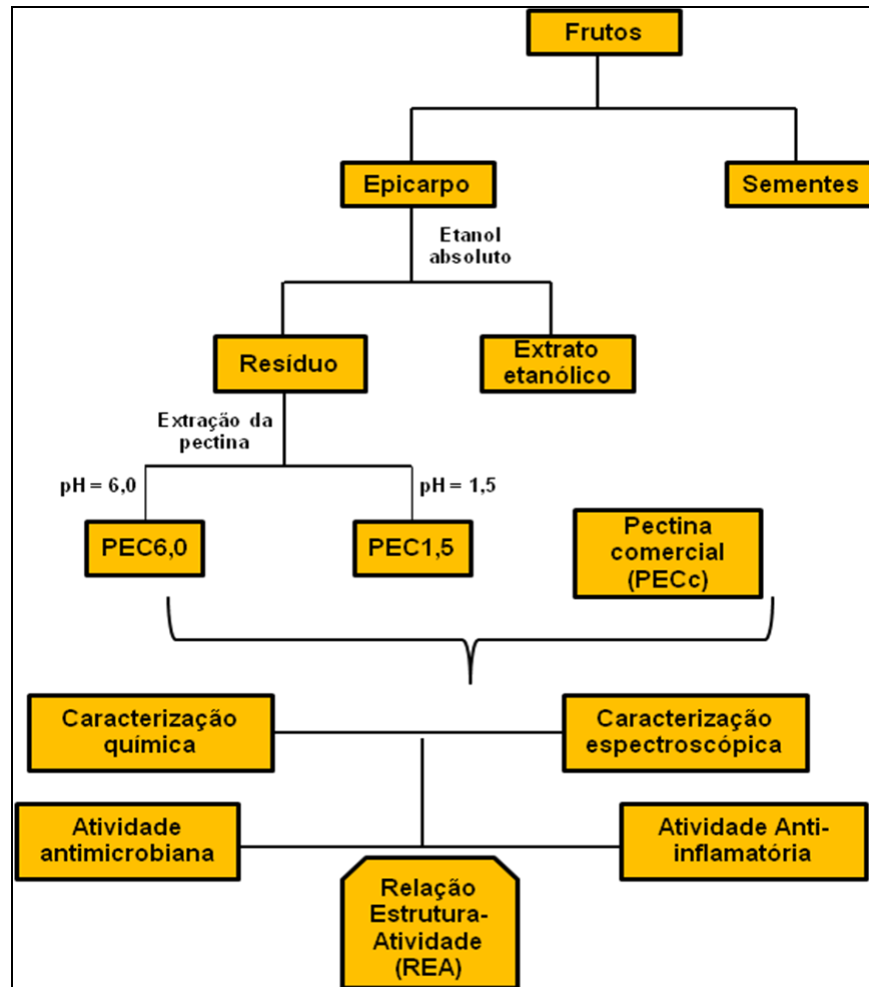 Frutos
Epicarpo
Sementes
Etanol
absoluto
Resíduo
Extrato
etanólico
Extração da
pectina
pH = 6,0
pH = 1,5
PEC6,0
PEC1,5
Pectina
comercial
(PECc)
Caracterização
química
Caracterização
espectroscópica
Atividade
antimicrobiana
Atividade Anti-
inflamatória
Relação
Estrutura-
Atividade
(REA)